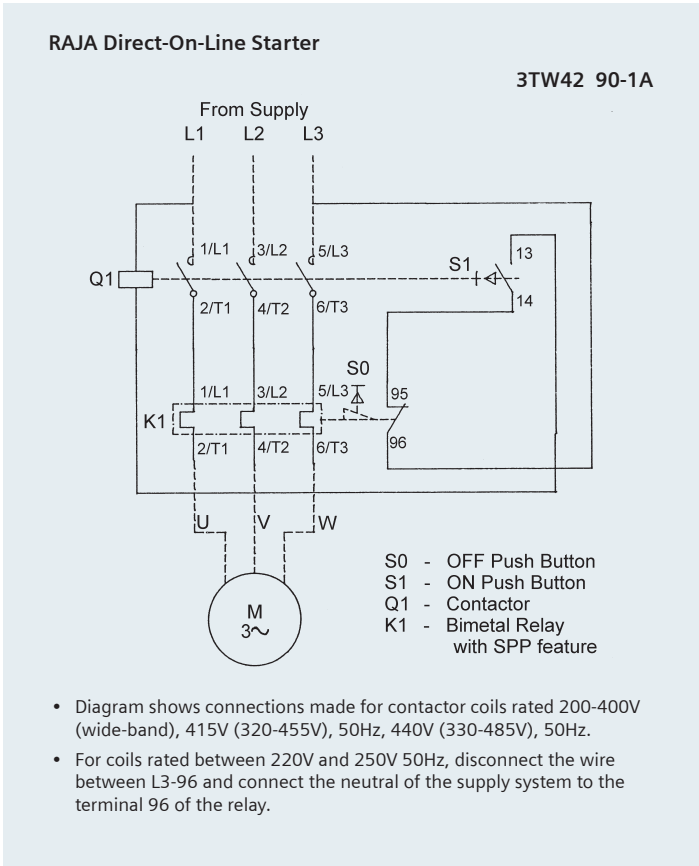 RAJA Direct-On-Line Starter
3TW42 90-1A
From Supply
L1 L2 L3
1/L1 3/L2 5/L3
S1
13
Q1
2/T1 4/T2 6/T3
14
S0
1/L1 3/L2 5/L3
95
K1
2/T1 4/T2 6/T3
96
U V W
M
3~
S0 - OFF Push Button
S1 - ON Push Button
Q1 - Contactor
K1 - Bimetal Relay
with SPP feature
• Diagram shows connections made for contactor coils rated 200-400V
(wide-band), 415V (320-455V), 50Hz, 440V (330-485V), 50Hz.
• For coils rated between 220V and 250V 50Hz, disconnect the wire
between L3-96 and connect the neutral of the supply system to the
terminal 96 of the relay.